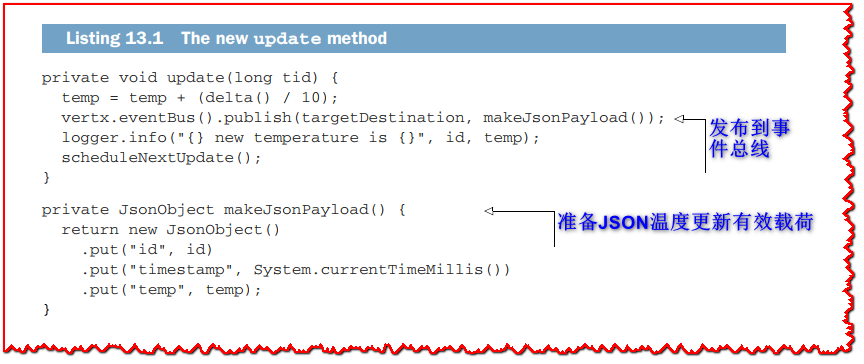 Listing 13.1 The new update method
private void update(long tid) {
temp = temp + (delta() / 10);
vertx.eventBus().publish(targetDestination, makeJsonPayload());
发布到事
件总线
logger.info("{} new temperature is {}", id, temp);
scheduleNextUpdate();
}
private JsonObject makeJsonPayload() {
准备JSON温度更新有效载荷
return new JsonObject()
.put("id", id)
.put("timestamp", System.currentTimeMillis())
.put("temp", temp);
}